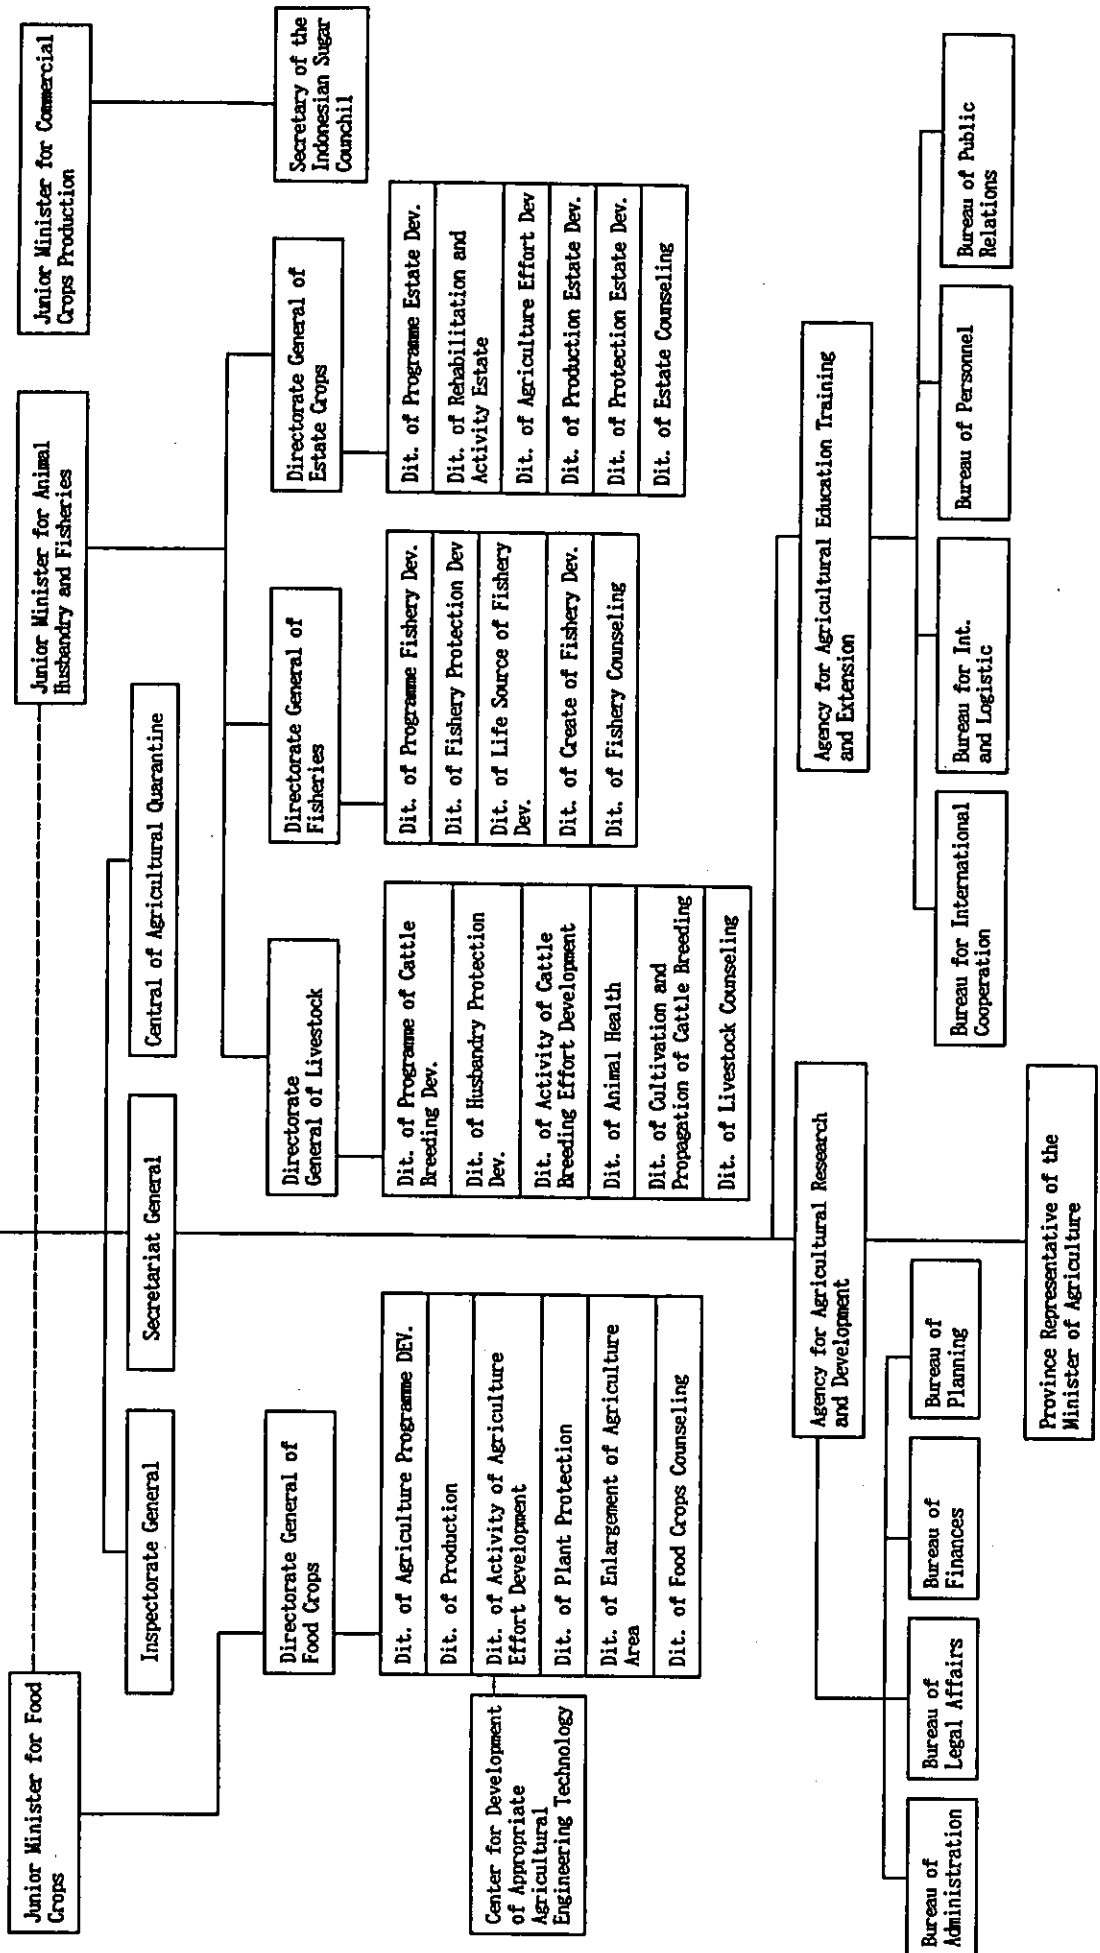 Junior Minister for Food
Crops
Junior Minister for Animal
Husbandry and Fisheries
Junior Minister for Commercial
Crops Production
Inspectorate General
Secretariat General
Central of Agricultural Quarantine
Directorate General of
Food Crops
Directorate
General of Livestock
Directorate General of
Fisheries
Directorate General of
Estate Crops
Secretary of the
Indonesian Sugar
Counchil
Dit. of Agriculture Programme DEV.
Dit. of Production
Dit. of Activity of Agriculture
Effort Development
Dit. of Plant Protection
Dit. of Enlargement of Agriculture
Area
Dit. of Food Crops Counseling
Center for Development
of Appropriate
Agricultural
Engineering Technology
Dit. of Programme of Cattle
Breeding Dev.
Dit. of Husbandry Protection
Dev.
Dit. of Activity of Cattle
Breeding Effort Development
Dit. of Animal Health
Dit. of Cultivation and
Propagation of Cattle Breeding
Dit. of Livestock Counseling
Dit. of Programme Fishery Dev.
Dit. of Fishery Protection Dev
Dit. of Life Source of Fishery
Dev.
Dit. of Create of Fishery Dev.
Dit. of Fishery Counseling
Dit. of Programme Estate Dev.
Dit. of Rehabilitation and
Activity Estate
Dit. of Agriculture Effort Dev
Dit. of Production Estate Dev.
Dit. of Protection Estate Dev.
Dit. of Estate Counseling
Agency for Agricultural Research
and Development
Agency for Agricultural Education Training
and Extension
Bureau of
Administration
Bureau of
Legal Affairs
Bureau of
Finances
Bureau of
Planning
Bureau for International
Cooperation
Bureau for Int.
and Logistic
Bureau of Personnel
Bureau of Public
Relations
Province Representative of the
Minister of Agriculture